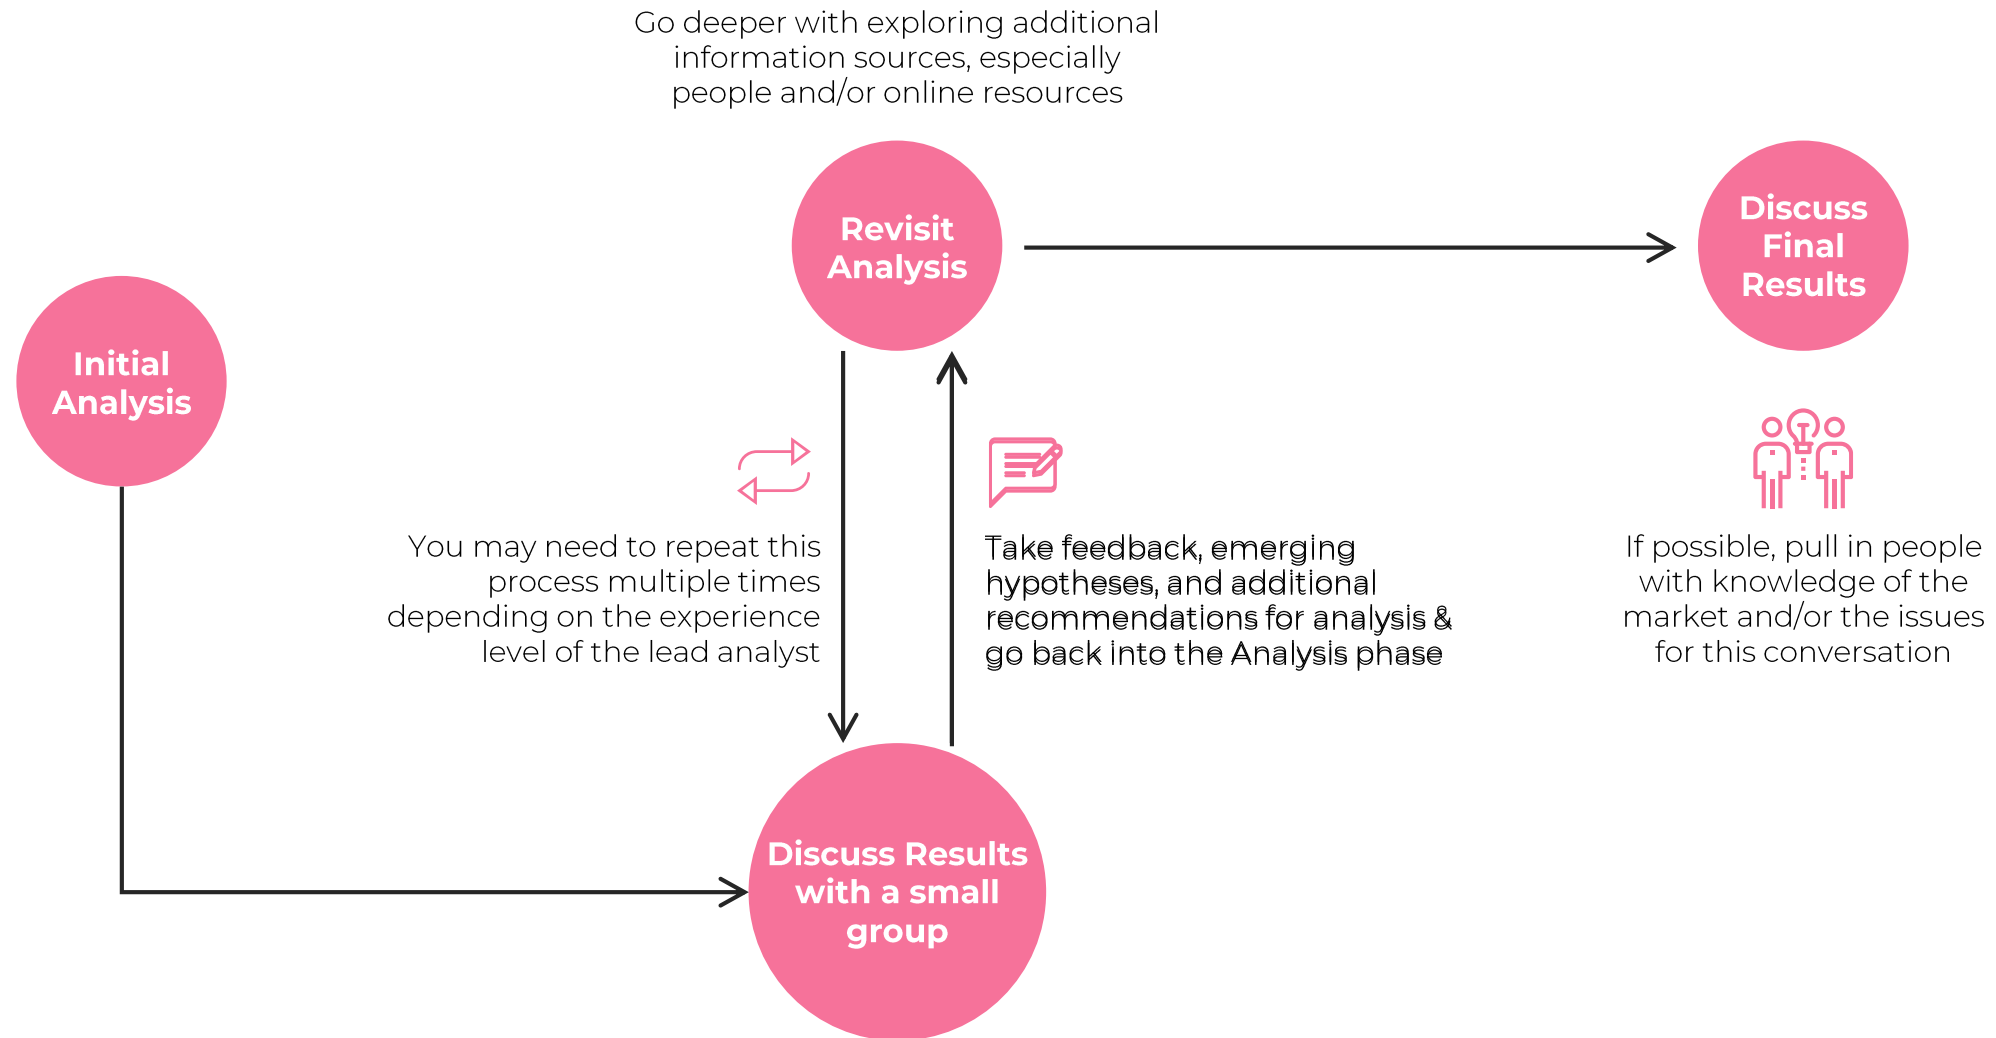 Go deeper with exploring additional
information sources, especially
people and/or online resources
Revisit
Analysis
Discuss
Final
Results
Initial
Analysis
You may need to repeat this
process multiple times
depending on the experience
level of the lead analyst
Take feedback, emerging
hypotheses, and additional
recommendations for analysis &
go back into the Analysis phase
If possible, pull in people
with knowledge of the
market and/or the issues
for this conversation
Discuss Results
with a small
group